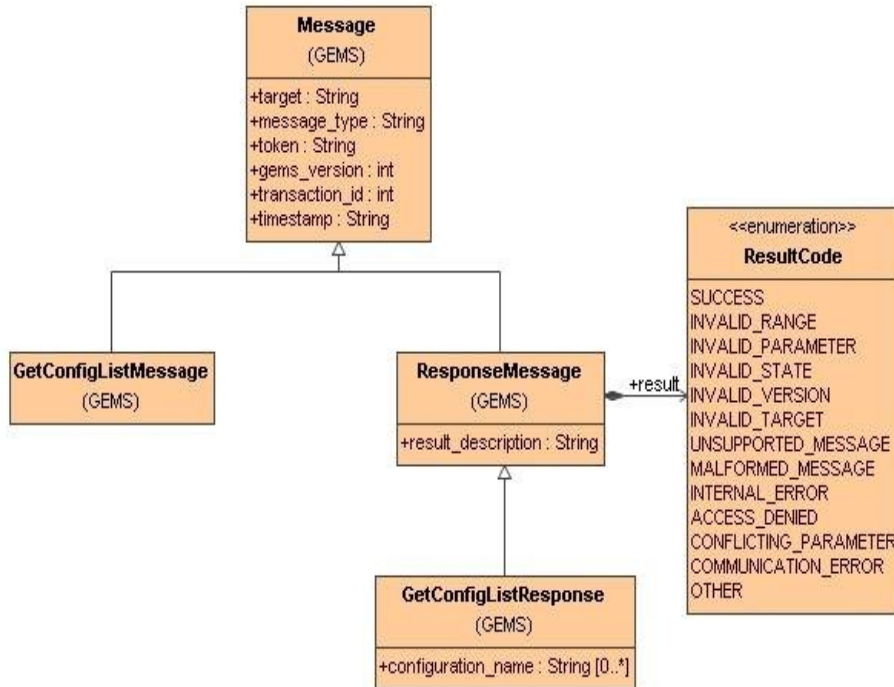 Message
(GEMS)
+target : String
+message_type : String
+token : String
+gems_version : int
+transaction_id : int
+timestamp : String
GetConfigListMessage
(GEMS)
ResponseMessage
(GEMS)
+result_description : String
+result
<<enumeration>>
ResultCode
SUCCESS
INVALID_RANGE
INVALID_PARAMETER
INVALID_STATE
INVALID_VERSION
INVALID_TARGET
UNSUPPORTED_MESSAGE
MALFORMED_MESSAGE
INTERNAL_ERROR
ACCESS_DENIED
CONFLICTING_PARAMETER
COMMUNICATION_ERROR
OTHER
GetConfigListResponse
(GEMS)
+configuration_name : String [0..*]